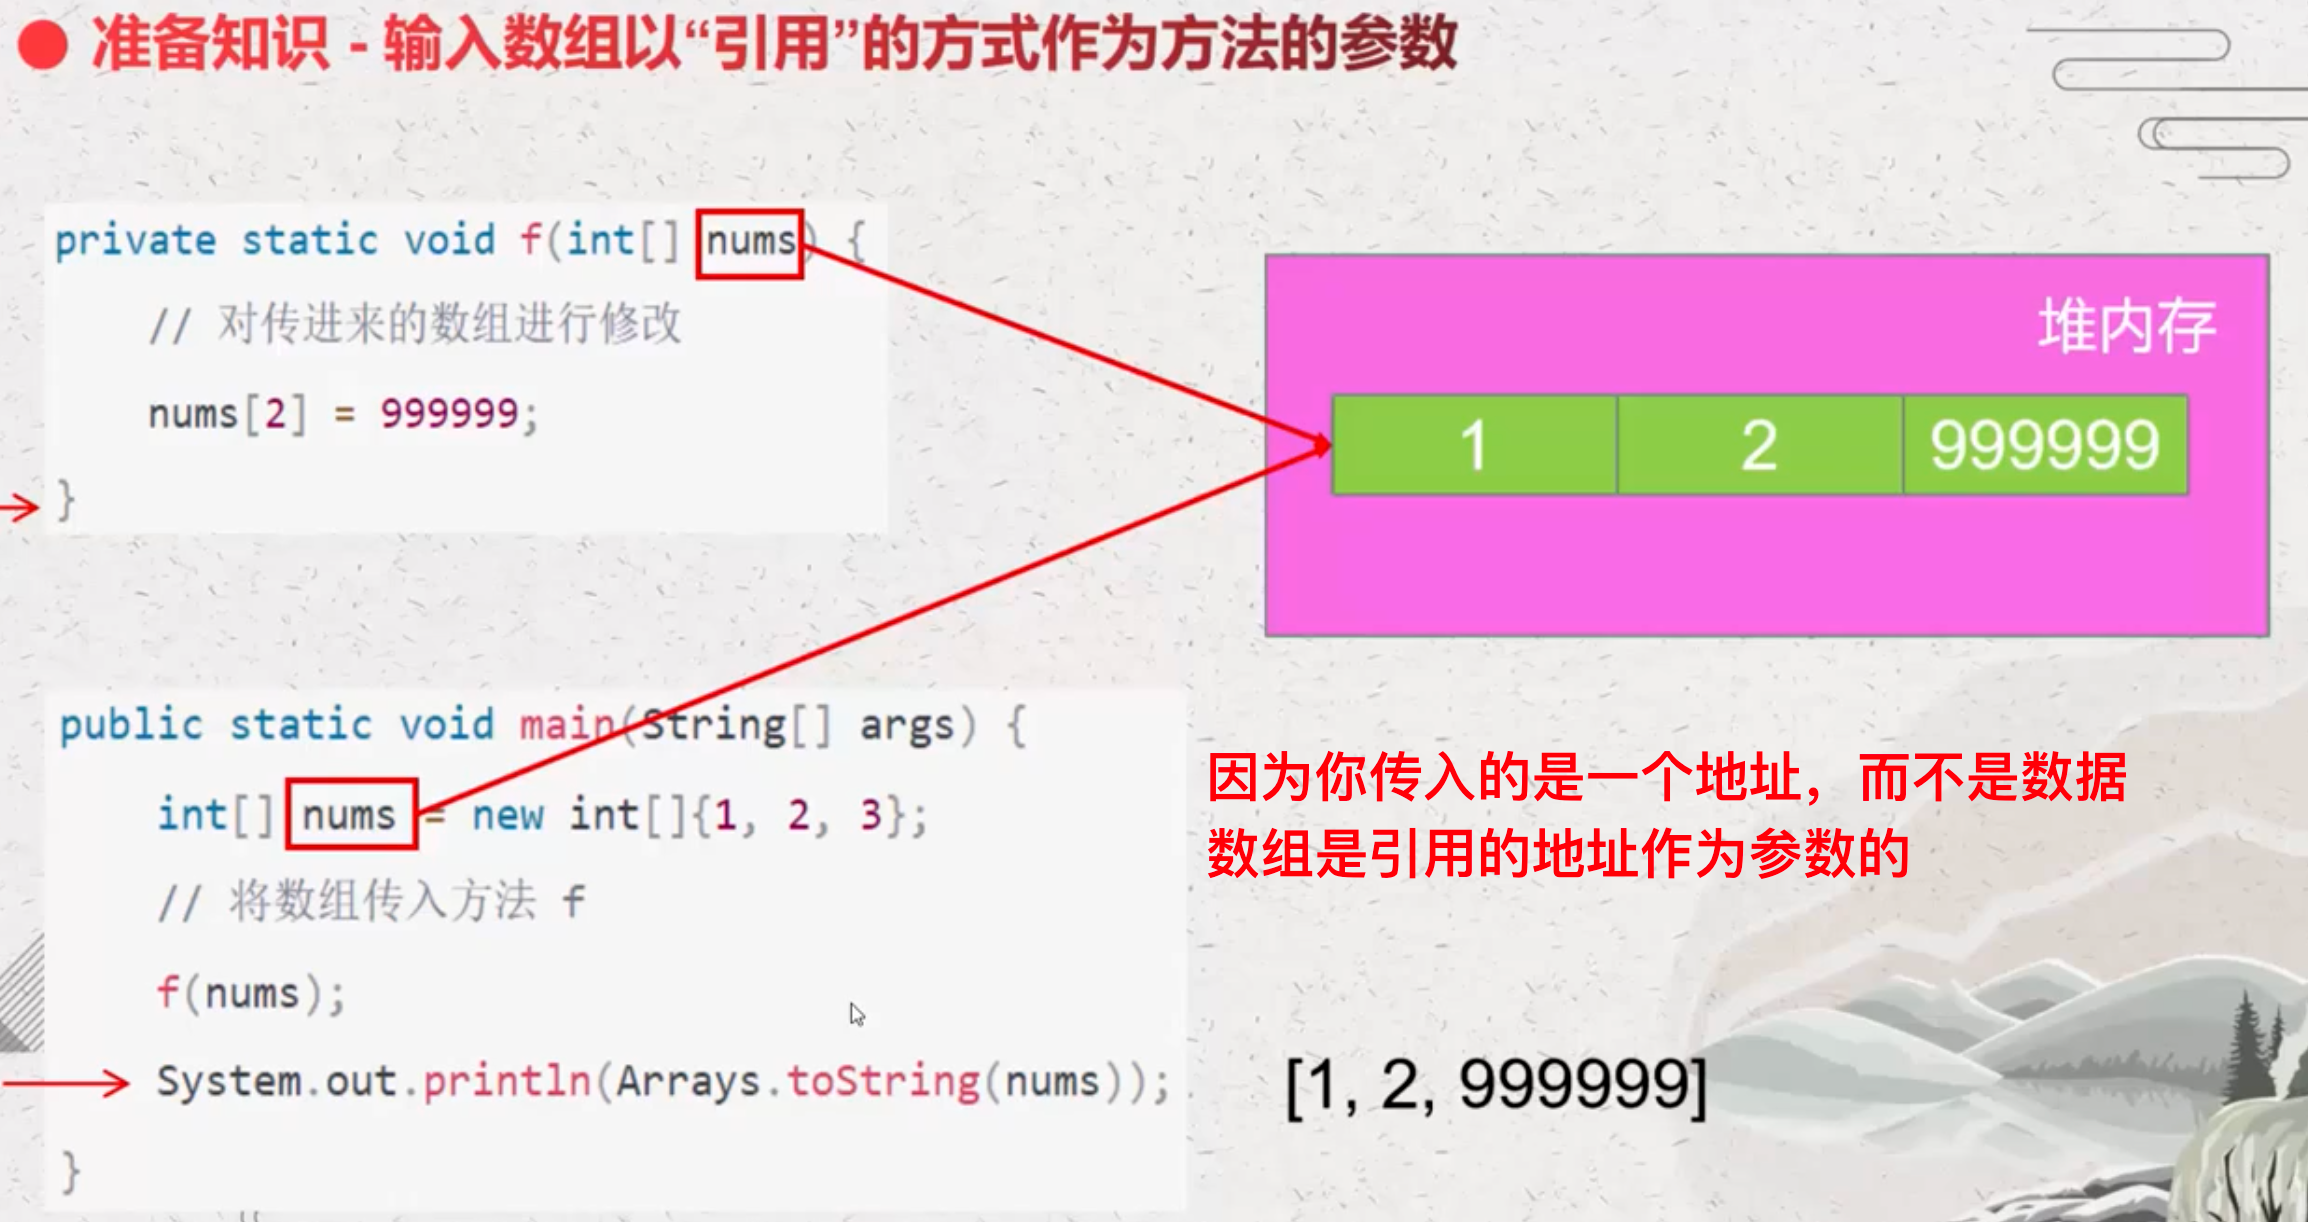 准备知识 - 输入数组以“引用”的方式作为方法的参数
private static void f(int[] nums) {
// 对传进来的数组进行修改
nums[2] = 999999;
}
堆内存
1 2 999999
public static void main(String[] args) {
int[] nums = new int[]{1, 2, 3};
// 将数组传入方法 f
f(nums);
System.out.println(Arrays.toString(nums));
}
因为你传入的是一个地址，而不是数据
数组是引用的地址作为参数的
[1, 2, 999999]